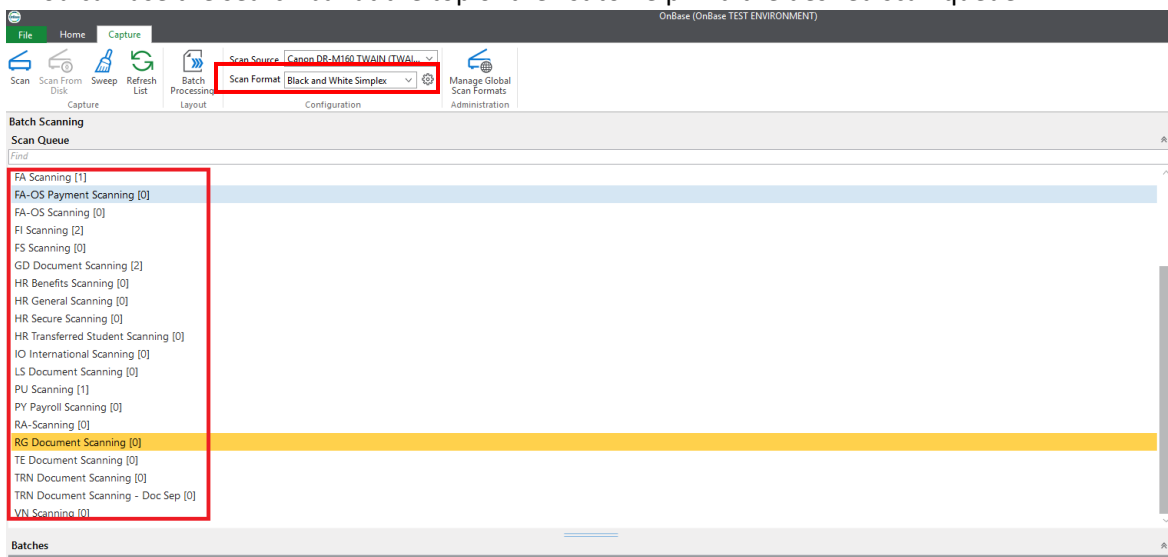 OnBase (OnBase TEST ENVIRONMENT)
File Home Capture
Scan
Scan From Disk
Sweep
Refresh List
Batch Processing
Scan Source Canon DR-M160 TWAIN (TWAI...
Scan Format Black and White Simplex
Manage Global Scan Formats
Capture Layout Configuration Administration
Batch Scanning
Scan Queue
Find
FA Scanning [1]
FA-OS Payment Scanning [0]
FA-OS Scanning [0]
FI Scanning [2]
FS Scanning [0]
GD Document Scanning [2]
HR Benefits Scanning [0]
HR General Scanning [0]
HR Secure Scanning [0]
HR Transferred Student Scanning [0]
IO International Scanning [0]
LS Document Scanning [0]
PU Scanning [1]
PY Payroll Scanning [0]
RA-Scanning [0]
RG Document Scanning [0]
TE Document Scanning [0]
TRN Document Scanning [0]
TRN Document Scanning - Doc Sep [0]
VN Scanning [0]
Batches